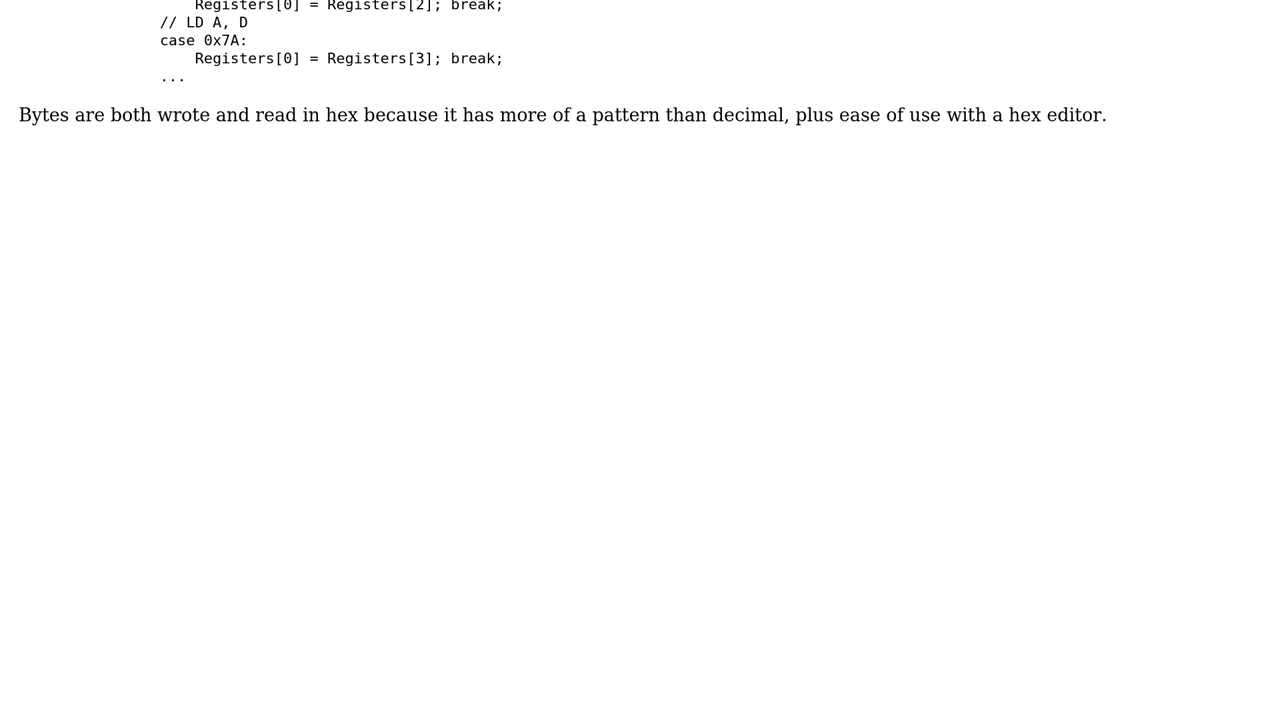 Registers[0] = Registers[2]; break;
// LD A, D
case 0x7A:
Registers[0] = Registers[3]; break;
...
Bytes are both wrote and read in hex because it has more of a pattern than decimal, plus ease of use with a hex editor.